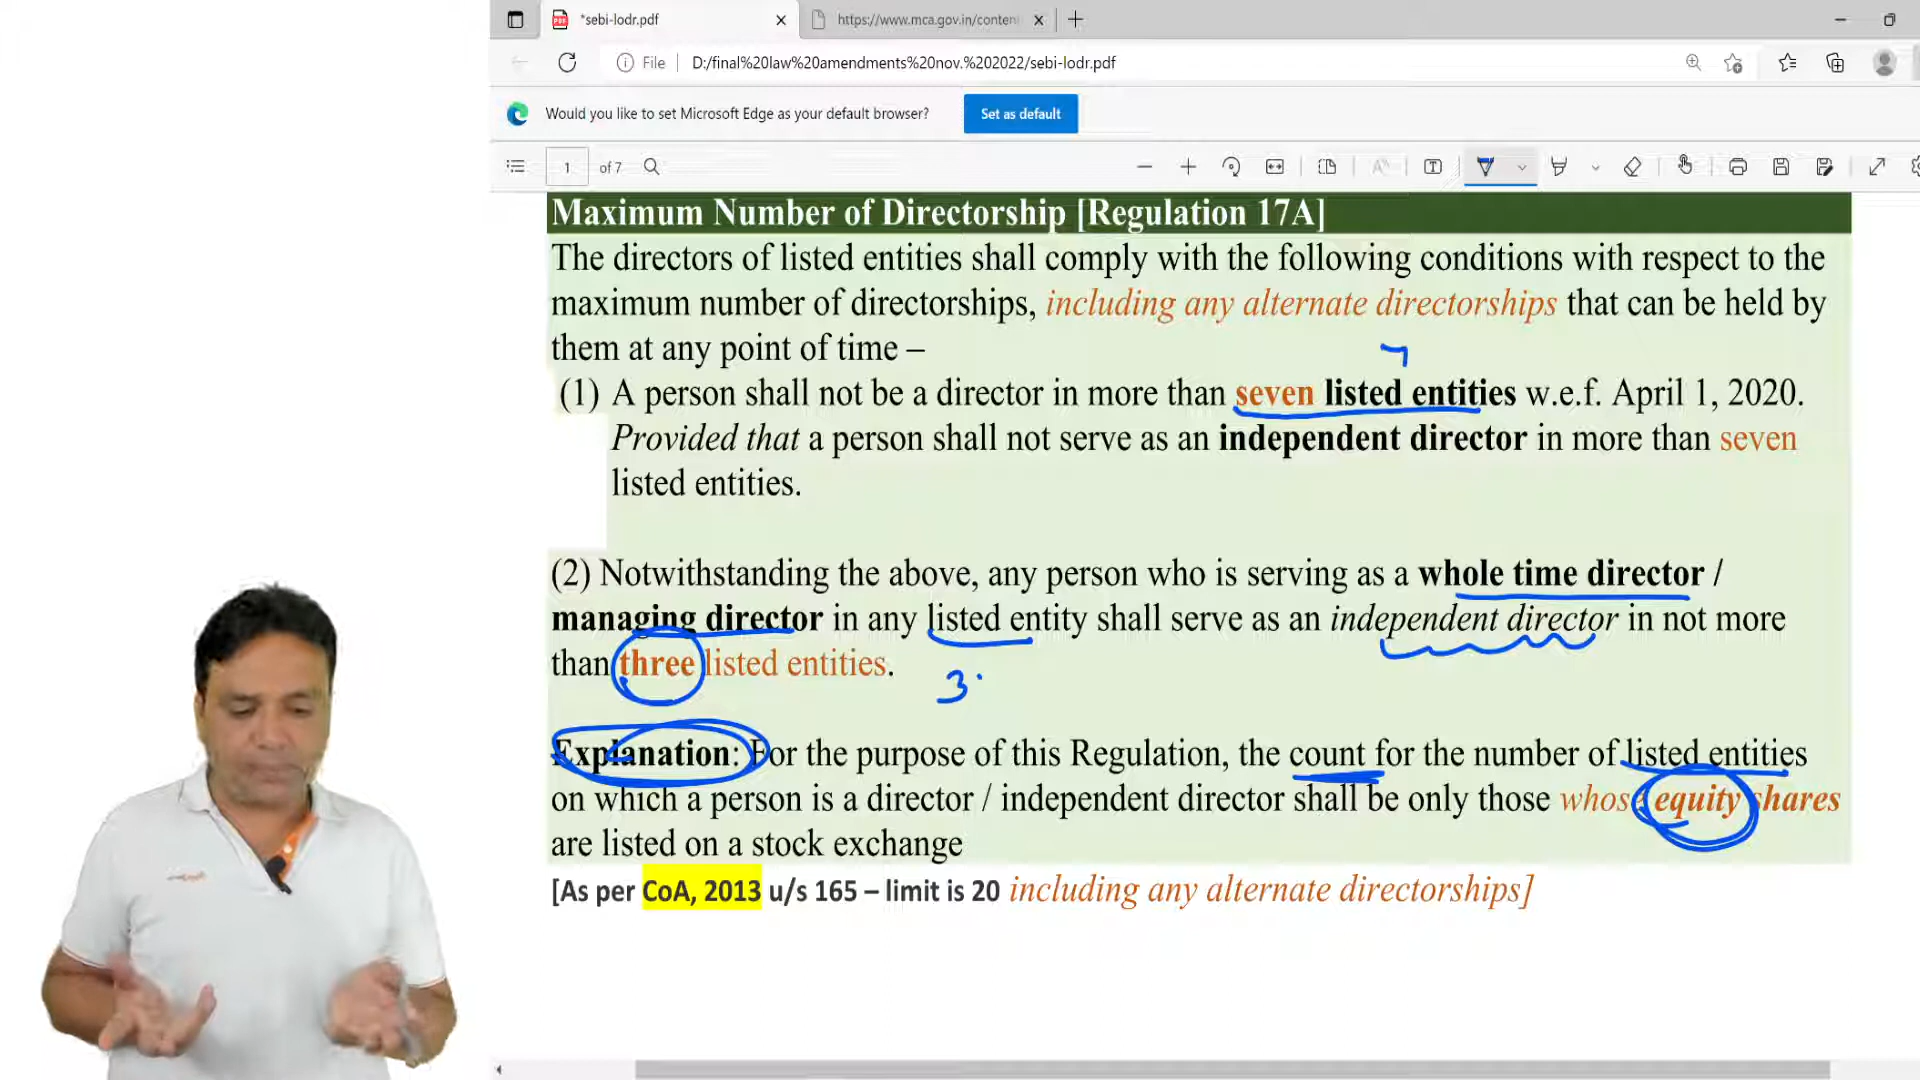 *sebi-lodr.pdf
https://www.mca.gov.in/conten
File
D:/final%20law%20amendments%20nov.%202022/sebi-lodr.pdf
Would you like to set Microsoft Edge as your default browser?
Set as default
1 of 7
Maximum Number of Directorship [Regulation 17A]
The directors of listed entities shall comply with the following conditions with respect to the
maximum number of directorships, including any alternate directorships that can be held by
them at any point of time –
7
(1) A person shall not be a director in more than seven listed entities w.e.f. April 1, 2020.
Provided that a person shall not serve as an independent director in more than seven
listed entities.
(2) Notwithstanding the above, any person who is serving as a whole time director /
managing director in any listed entity shall serve as an independent director in not more
than three listed entities.
3
Explanation: For the purpose of this Regulation, the count for the number of listed entities
on which a person is a director / independent director shall be only those whose equity shares
are listed on a stock exchange
[As per CoA, 2013 u/s 165 – limit is 20 including any alternate directorships]